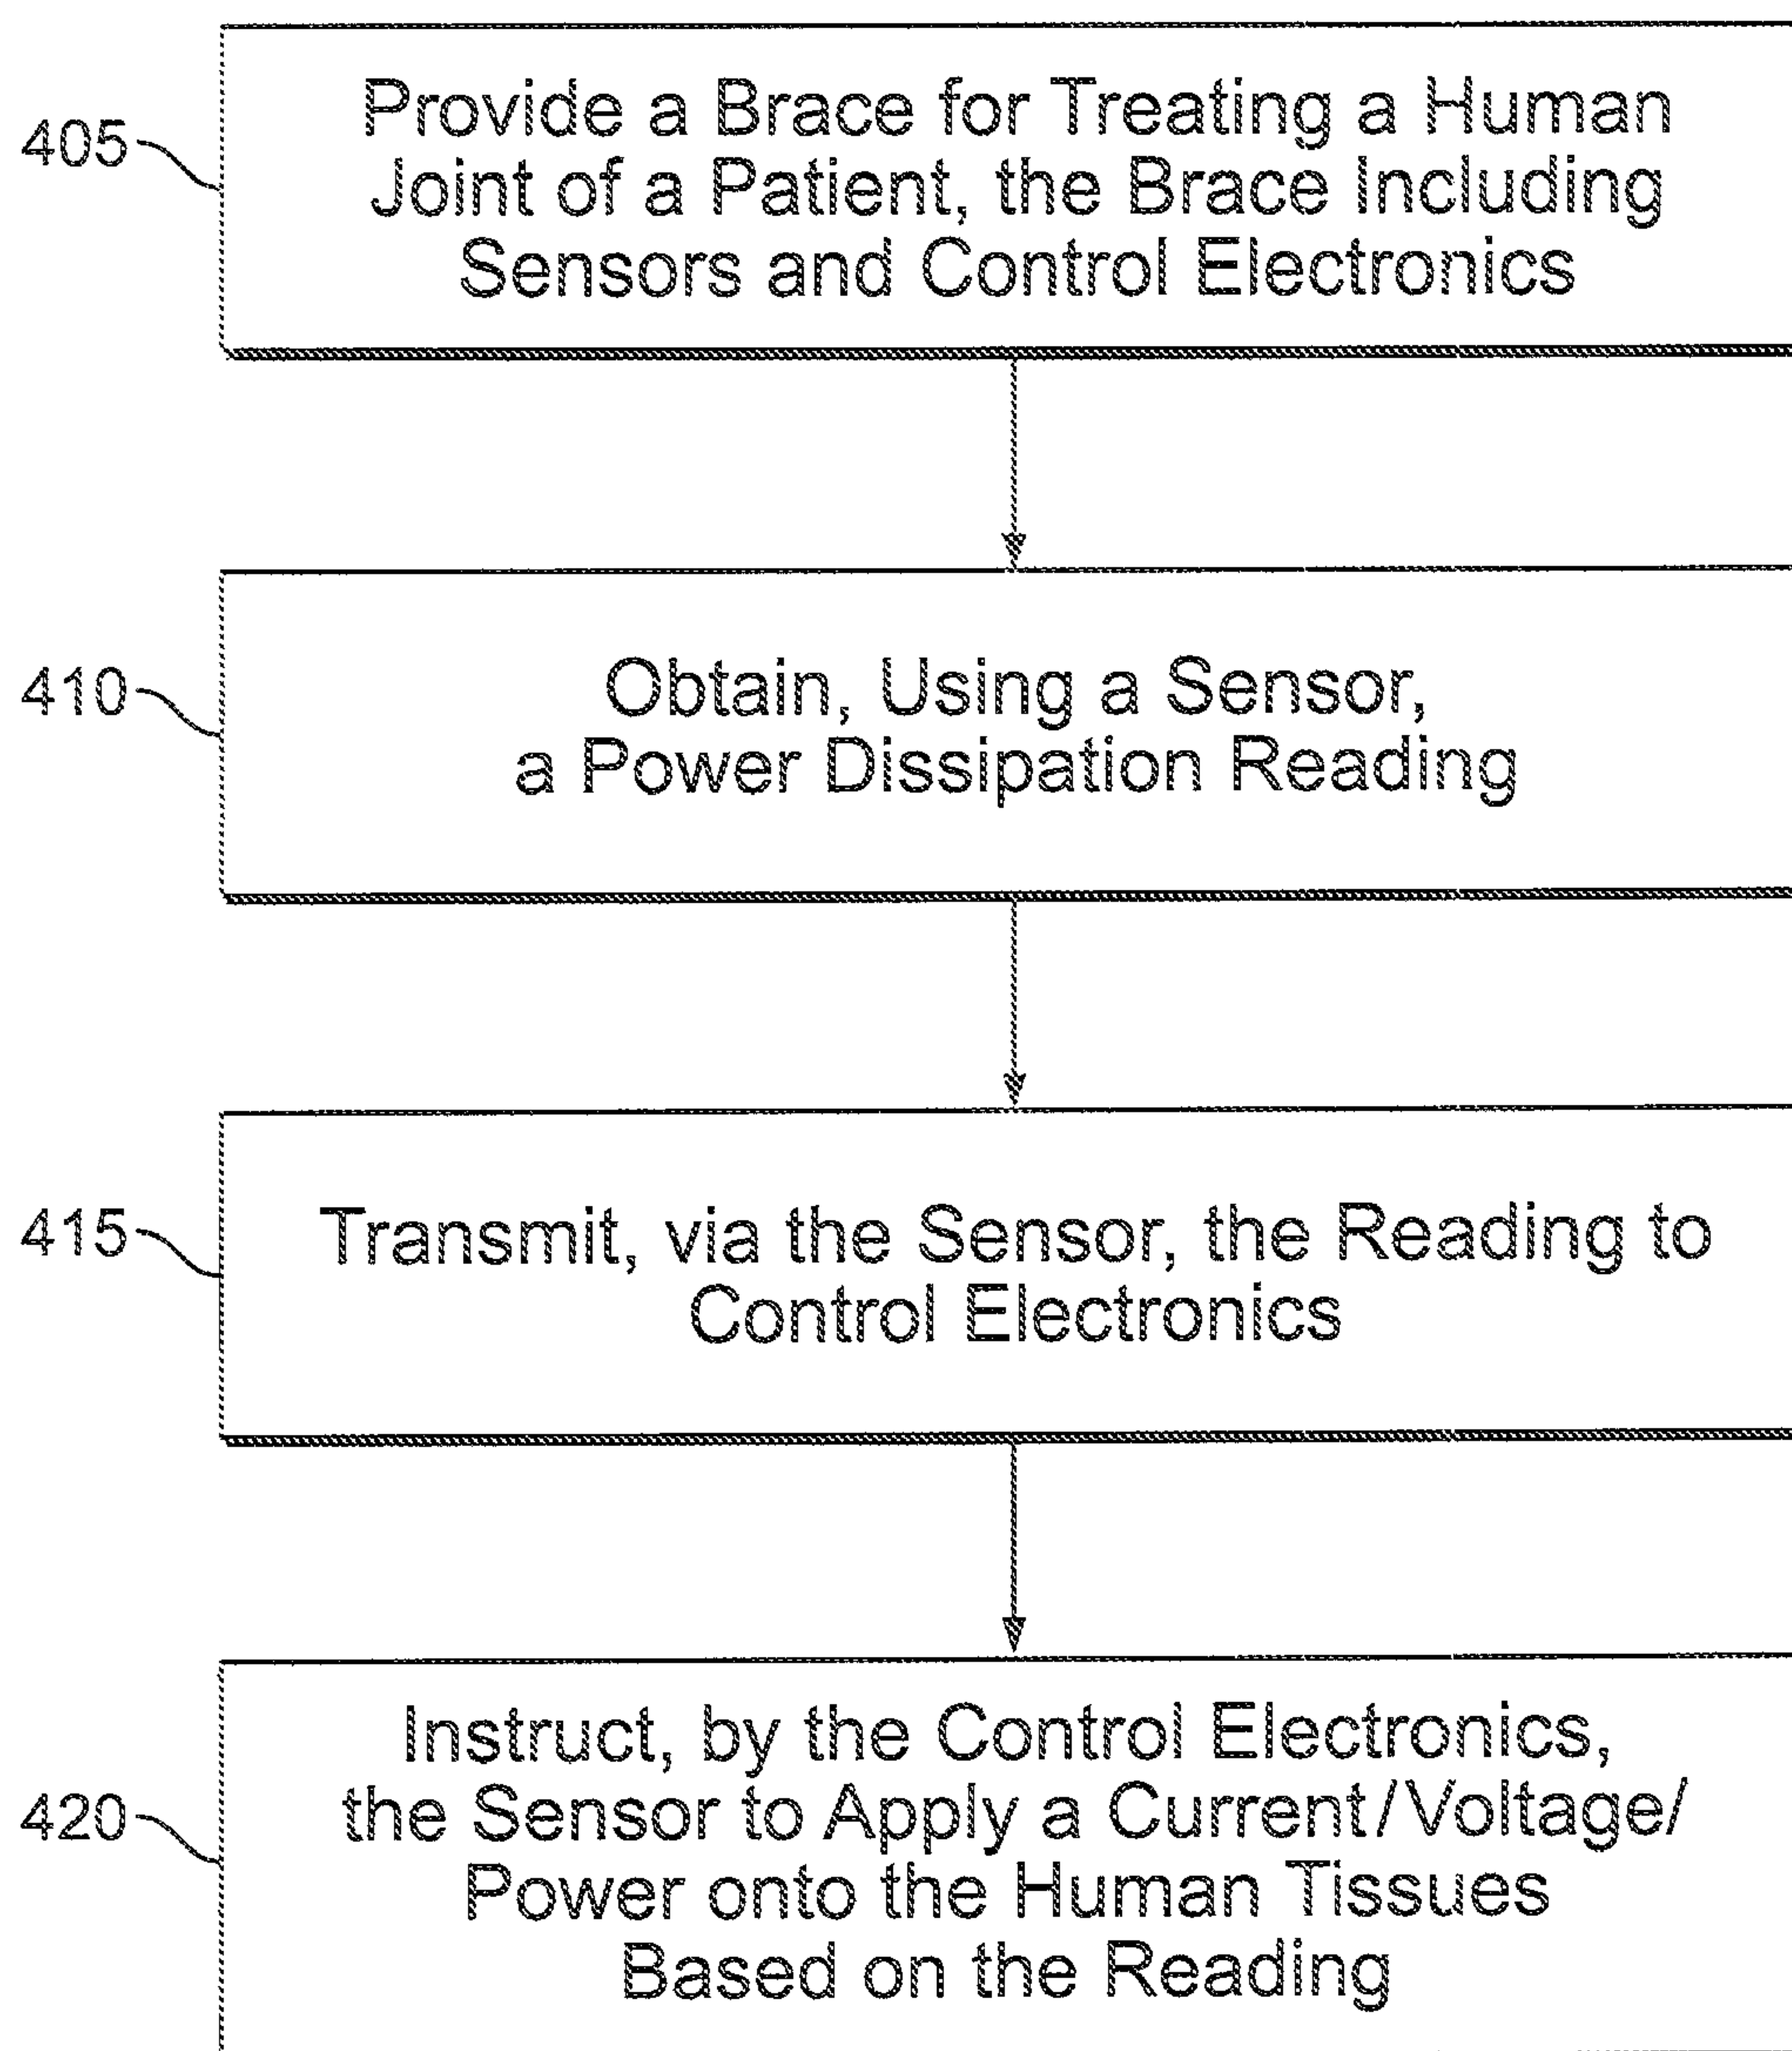 405
Provide a Brace for Treating a Human
Joint of a Patient, the Brace Including
Sensors and Control Electronics
410
Obtain, Using a Sensor,
a Power Dissipation Reading
415
Transmit, via the Sensor, the Reading to
Control Electronics
420
Instruct, by the Control Electronics,
the Sensor to Apply a Current/Voltage/
Power onto the Human Tissues
Based on the Reading